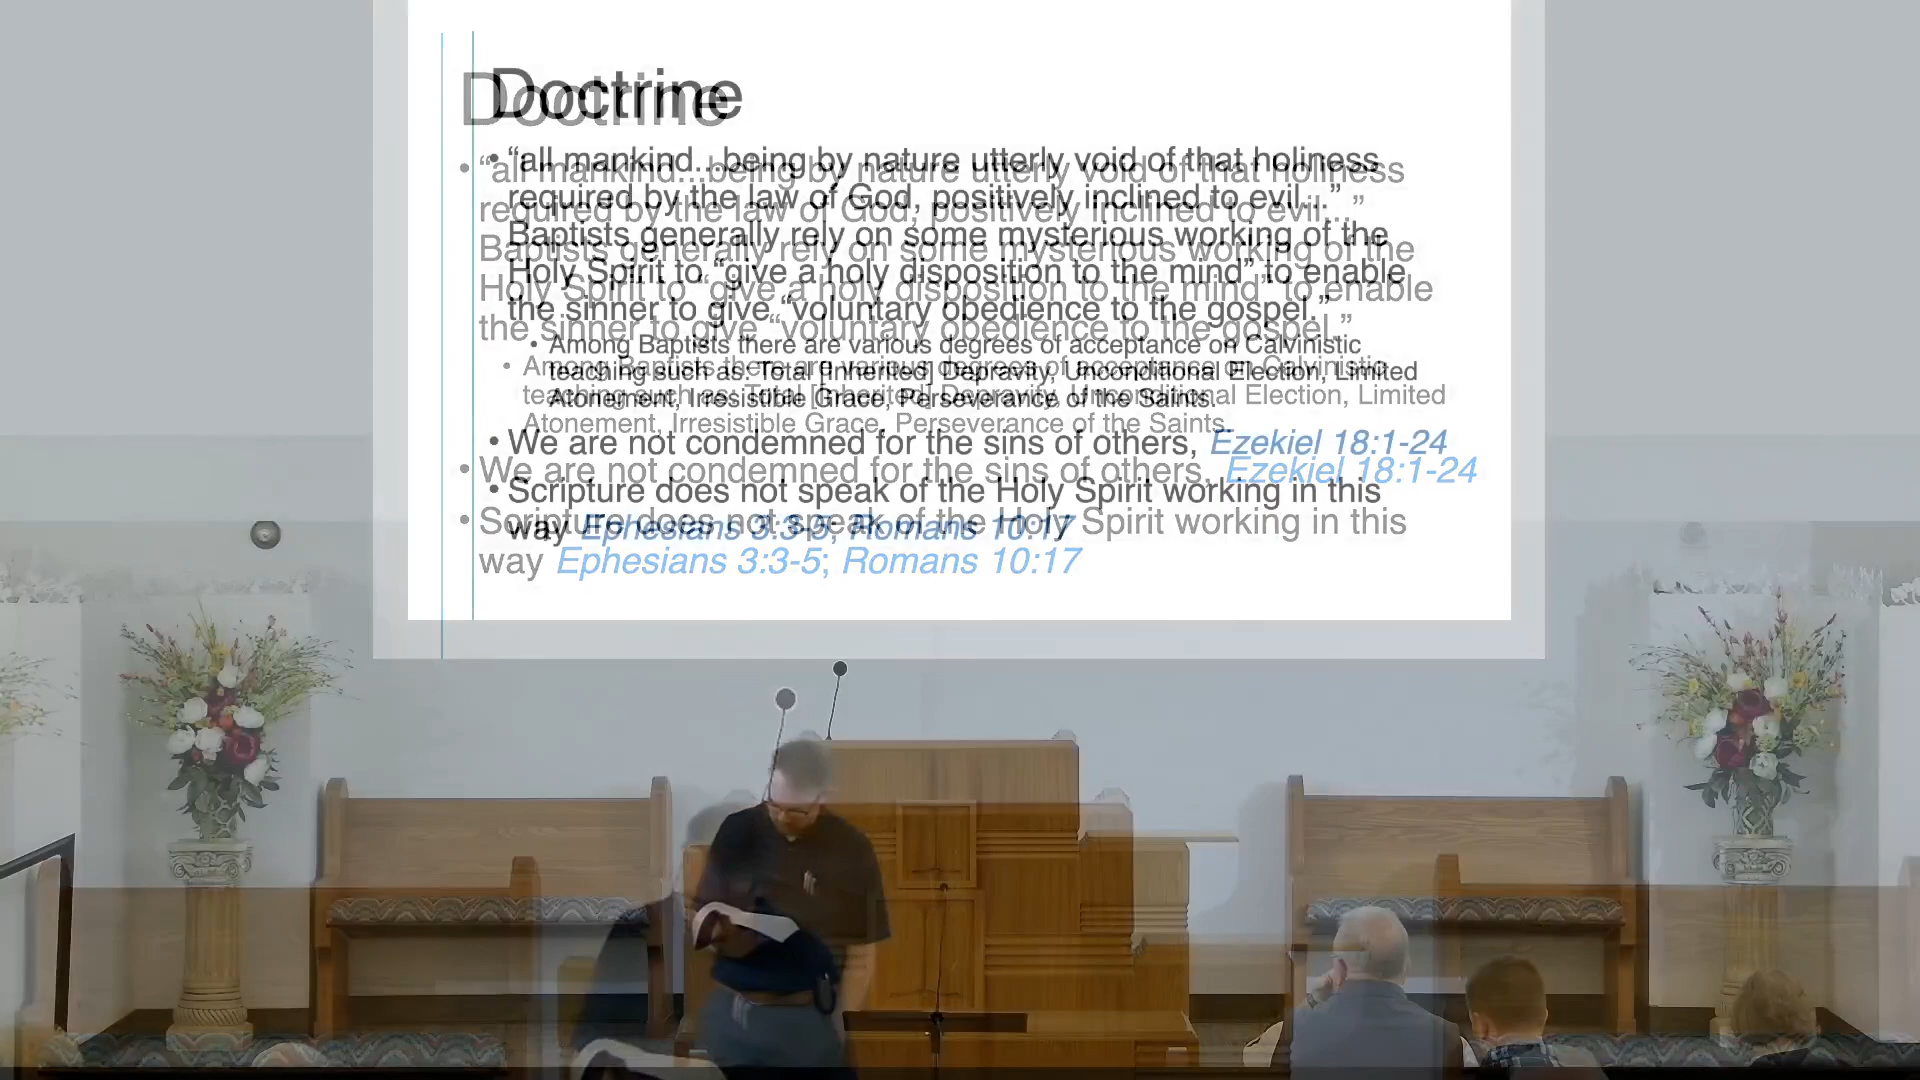 Doctrine
• “all mankind...being by nature utterly void of that holiness
required by the law of God, positively inclined to evil...”
Baptists generally rely on some mysterious working of the
Holy Spirit to “give a holy disposition to the mind” to enable
the sinner to give “voluntary obedience to the gospel.”
• Among Baptists there are various degrees of acceptance on Calvinistic
teaching such as: Total [Inherited] Depravity, Unconditional Election, Limited
Atonement, Irresistible Grace, Perseverance of the Saints.
• We are not condemned for the sins of others, Ezekiel 18:1-24
• Scripture does not speak of the Holy Spirit working in this
way Ephesians 3:3-5; Romans 10:17